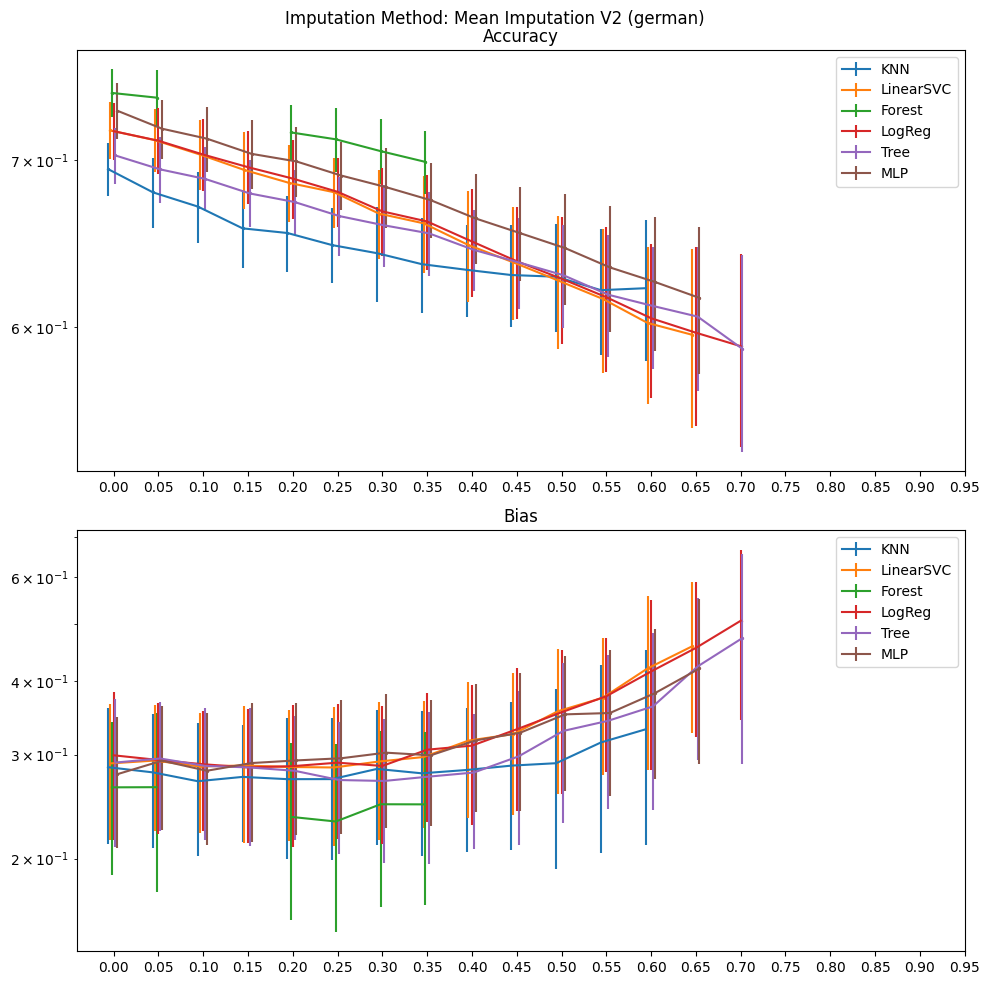 Imputation Method: Mean Imputation V2 (german)
Accuracy
7 × 10⁻¹
6 × 10⁻¹
KNN
LinearSVC
Forest
LogReg
Tree
MLP
0.00 0.05 0.10 0.15 0.20 0.25 0.30 0.35 0.40 0.45 0.50 0.55 0.60 0.65 0.70 0.75 0.80 0.85 0.90 0.95
Bias
6 × 10⁻¹
4 × 10⁻¹
3 × 10⁻¹
2 × 10⁻¹
KNN
LinearSVC
Forest
LogReg
Tree
MLP
0.00 0.05 0.10 0.15 0.20 0.25 0.30 0.35 0.40 0.45 0.50 0.55 0.60 0.65 0.70 0.75 0.80 0.85 0.90 0.95